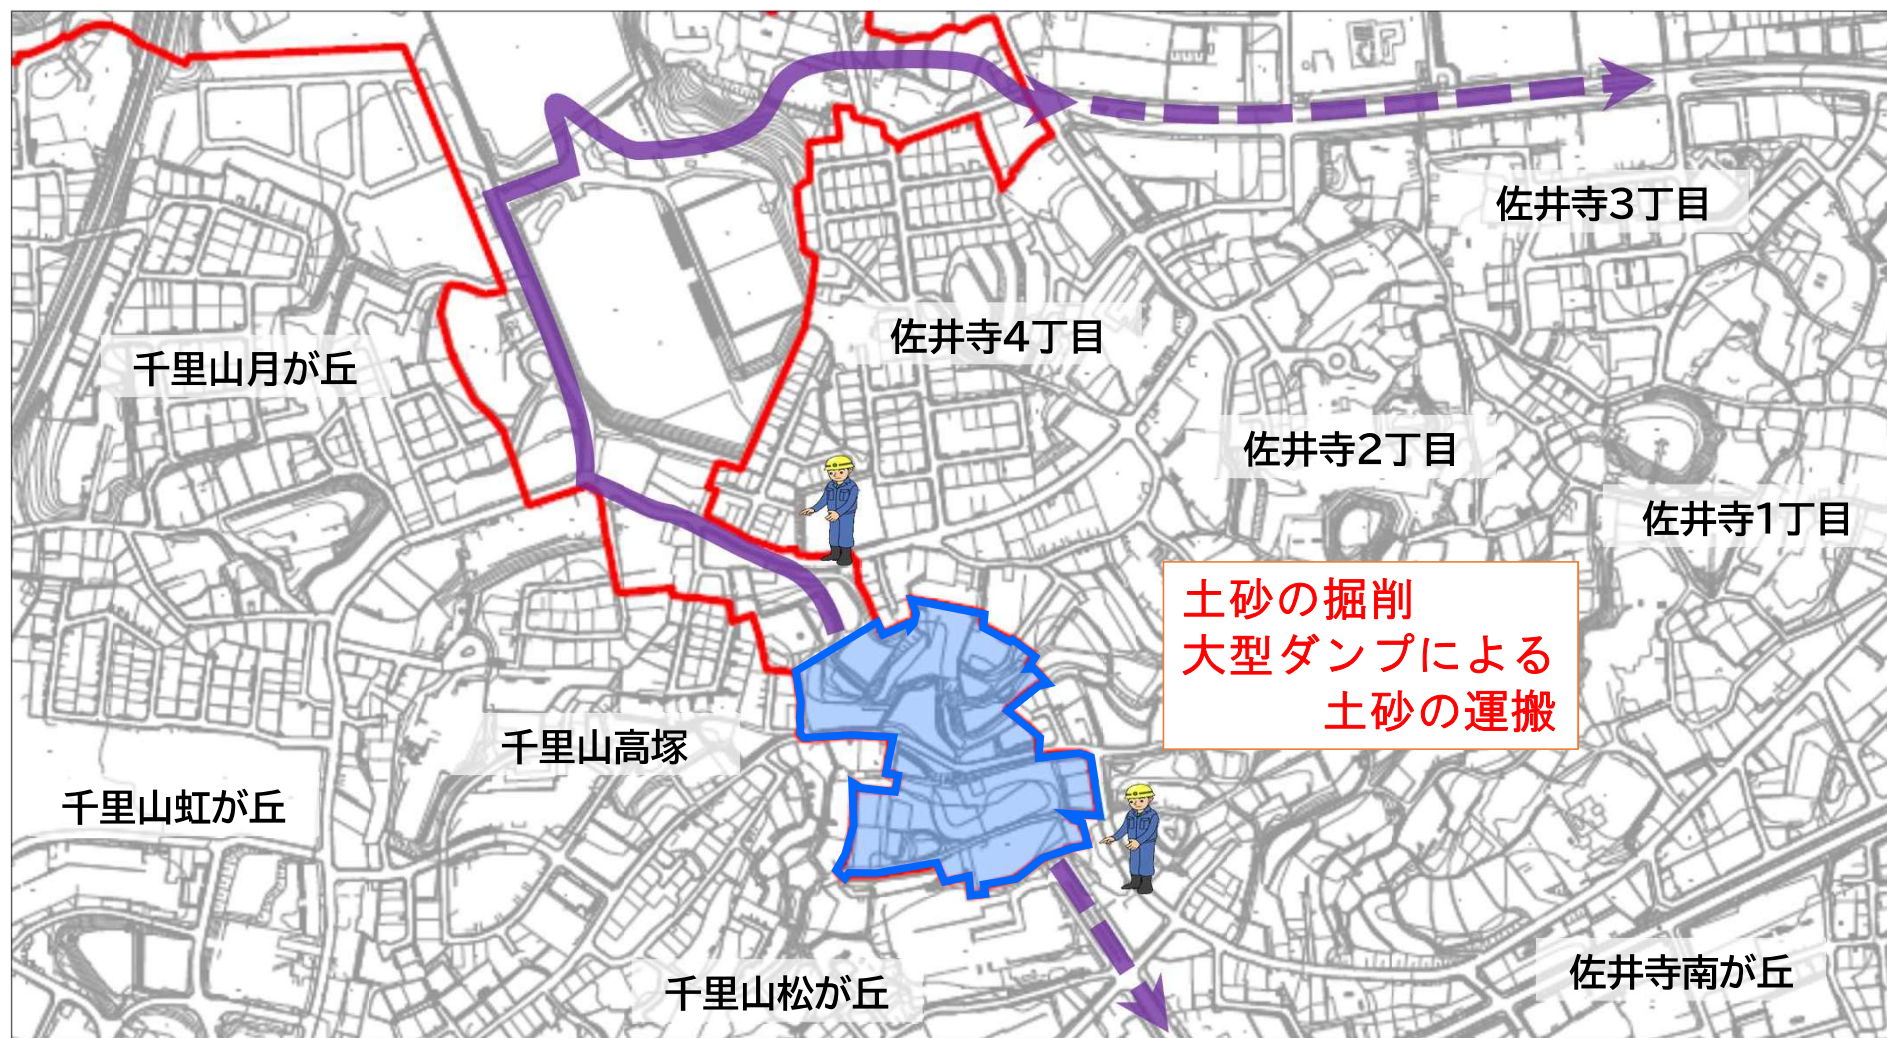 佐井寺3丁目
佐井寺4丁目
千里山月が丘
佐井寺2丁目
佐井寺1丁目
土砂の掘削
大型ダンプによる
土砂の運搬
千里山高塚
千里山虹が丘
佐井寺南が丘
千里山松が丘